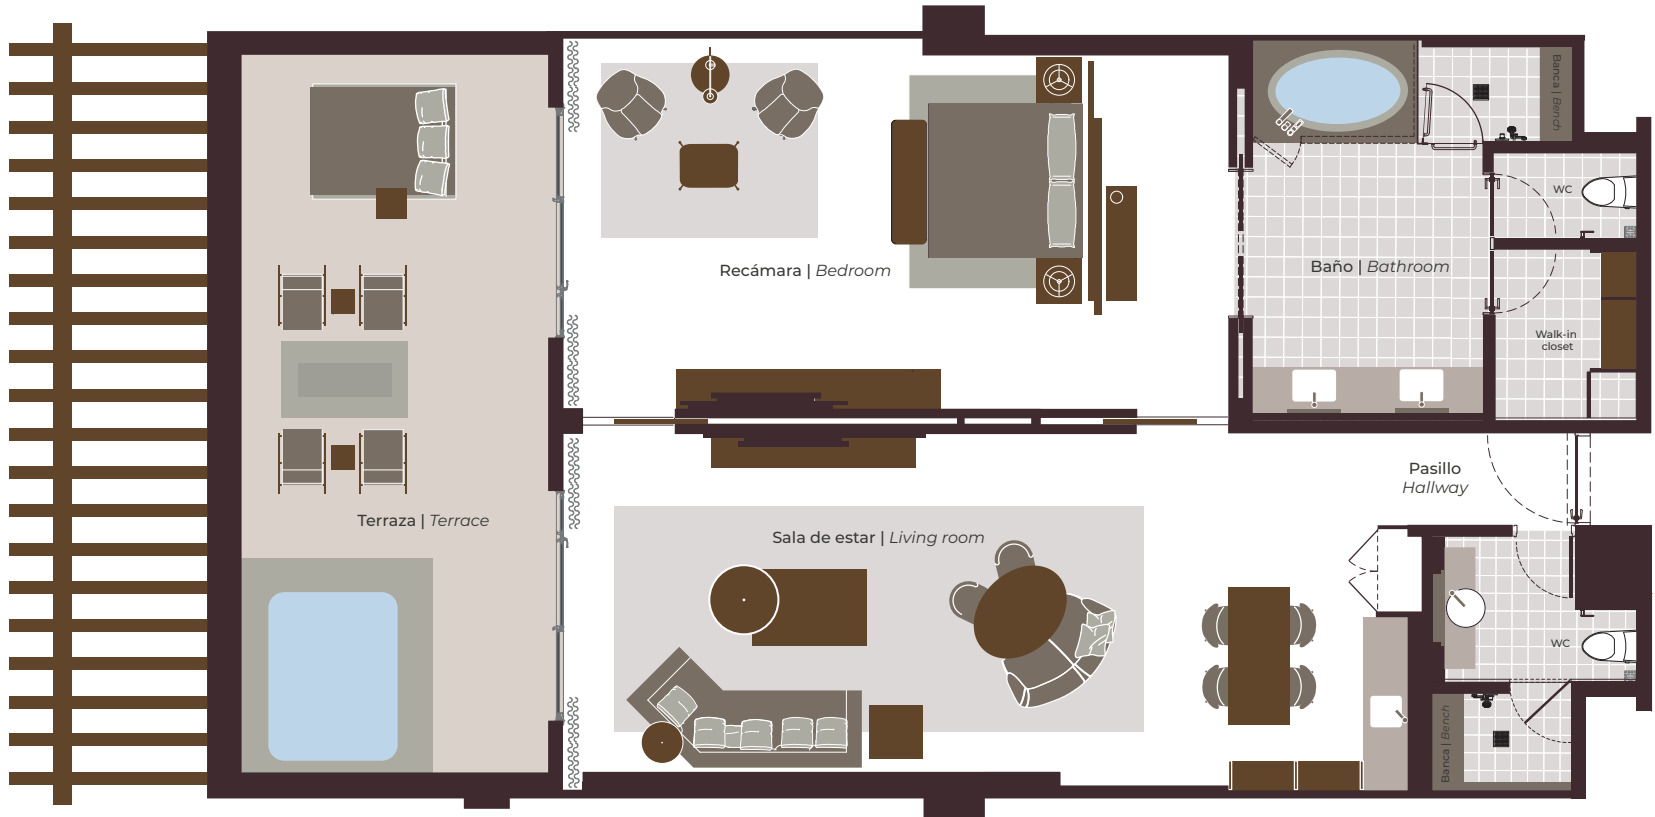 Banca | Bench
WC
Recámara | Bedroom
Baño | Bathroom
Walk-in
closet
Pasillo
Hallway
Terraza | Terrace
Sala de estar | Living room
WC
Banca | Bench